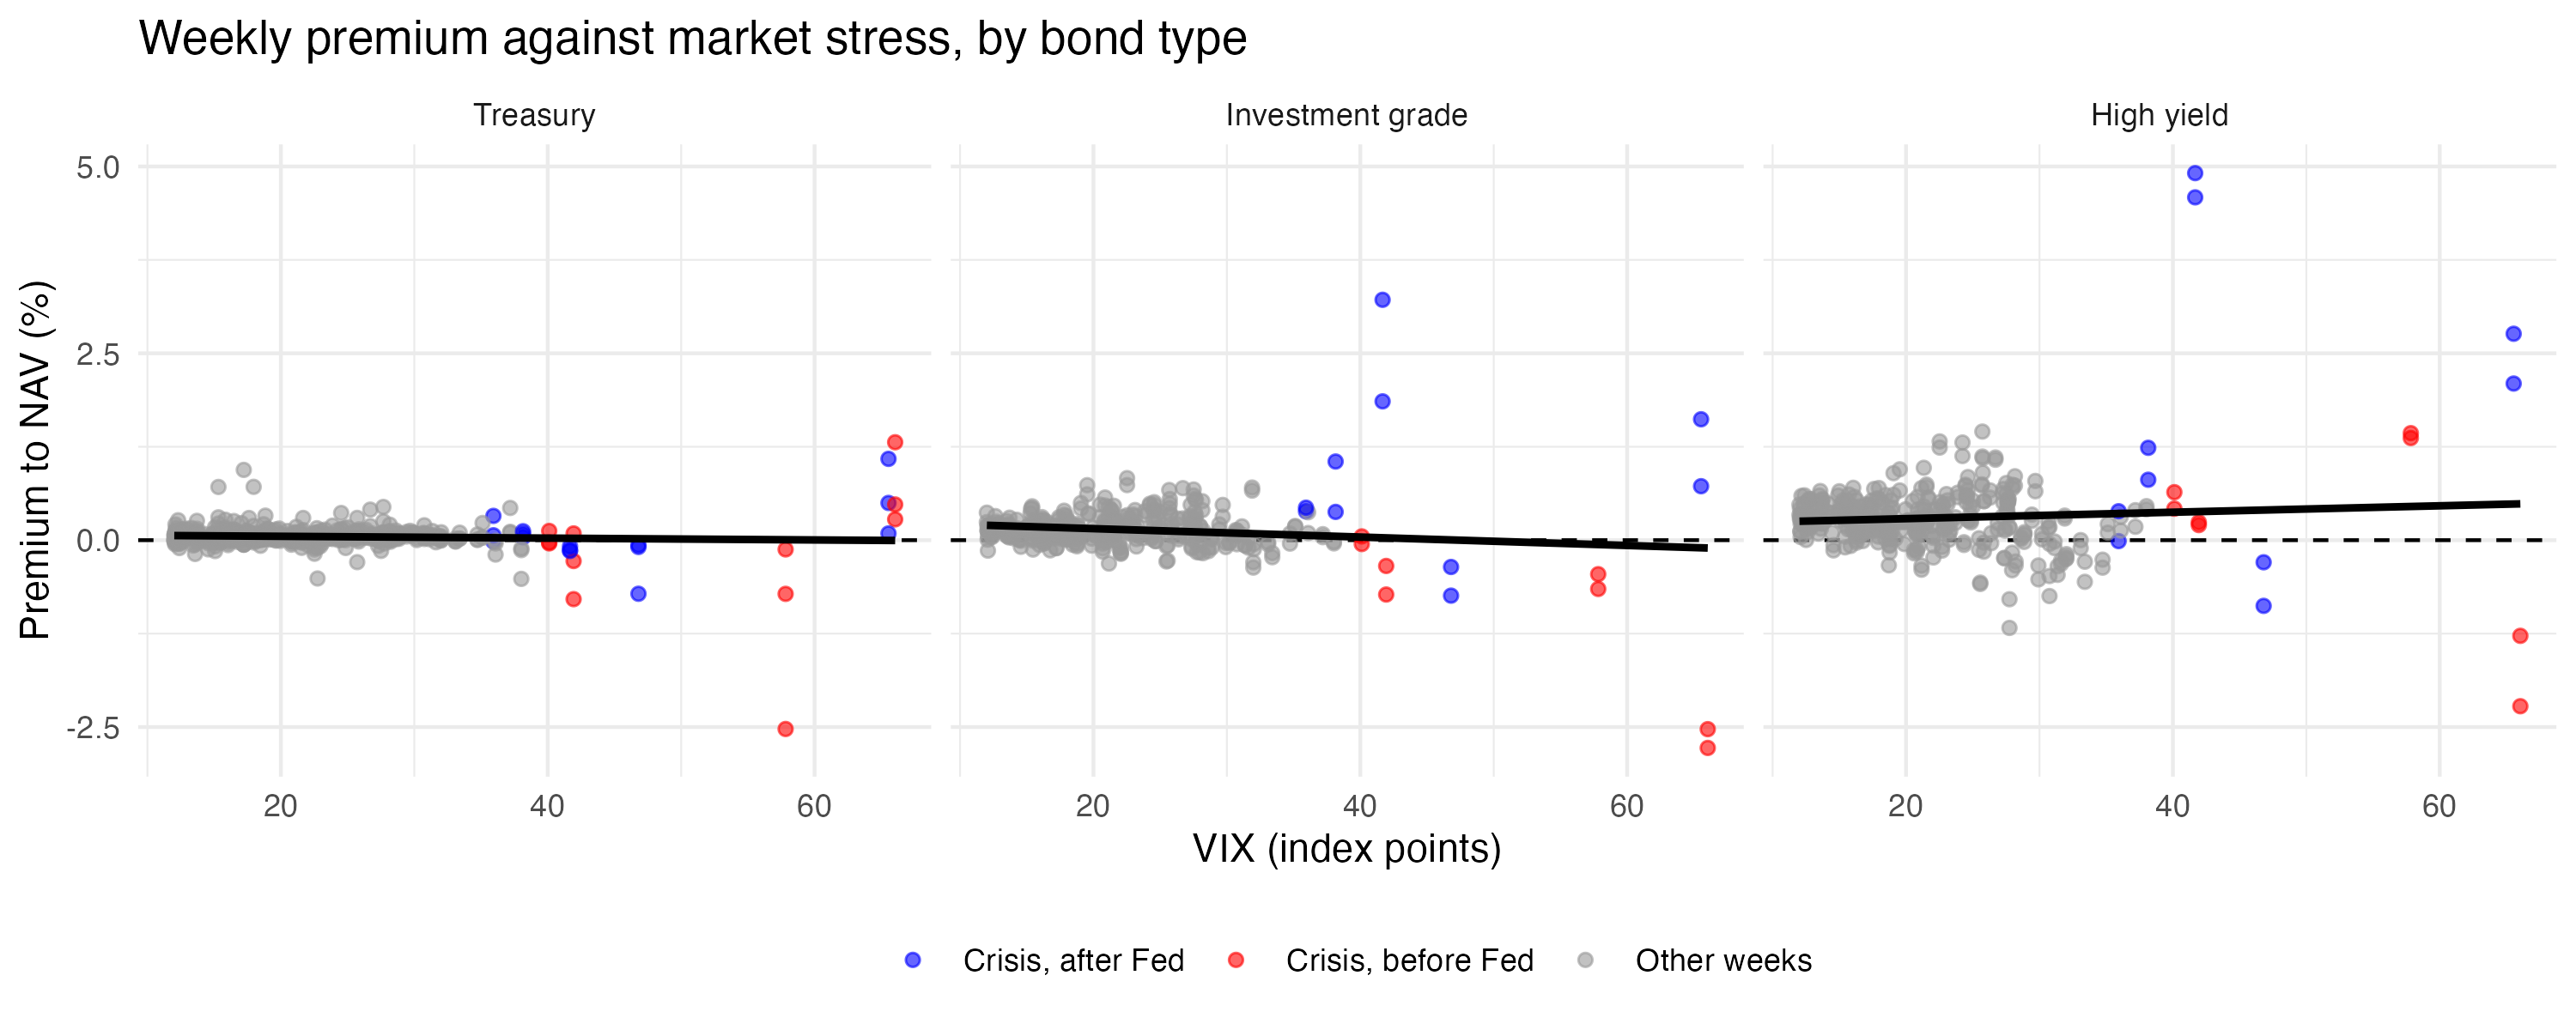 Weekly premium against market stress, by bond type
Treasury
Investment grade
High yield
Premium to NAV (%)
5.0
2.5
0.0
-2.5
20 40 60
20 40 60
20 40 60
VIX (index points)
Crisis, after Fed
Crisis, before Fed
Other weeks